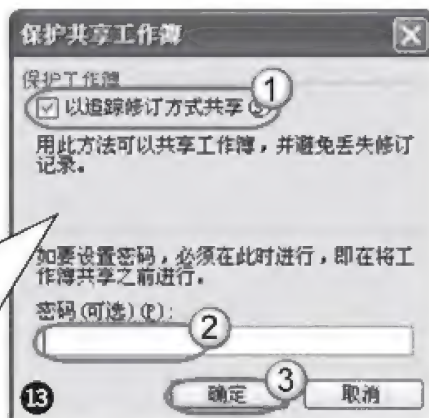 保护共享工作簿
保护工作簿
以追踪修订方式共享(S)
①
用此方法可以共享工作簿，并避免丢失修订
记录。
如要设置密码，必须在此时进行，即在将工
作簿共享之前进行。
密码(可选)(P):
②
③
⓭ 确定 取消